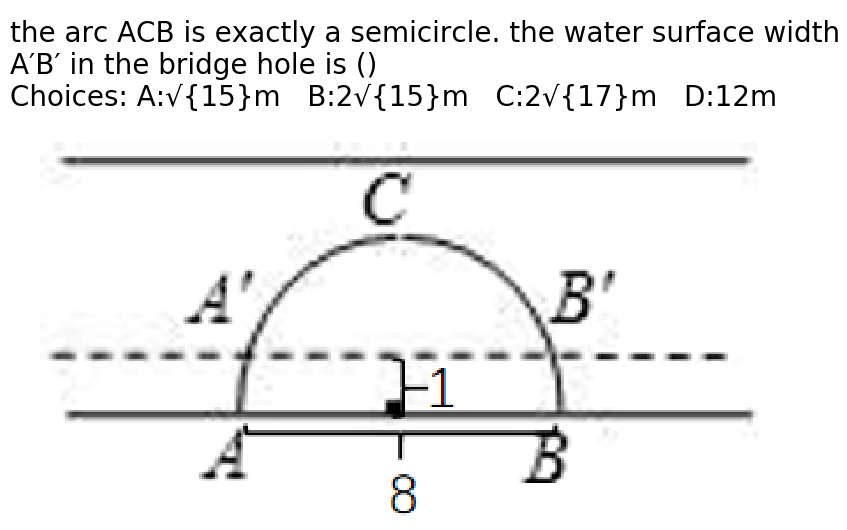 the arc ACB is exactly a semicircle. the water surface width
A′B′ in the bridge hole is ()
Choices: A:√{15}m   B:2√{15}m   C:2√{17}m   D:12m
C
A' B'
1
A B
8